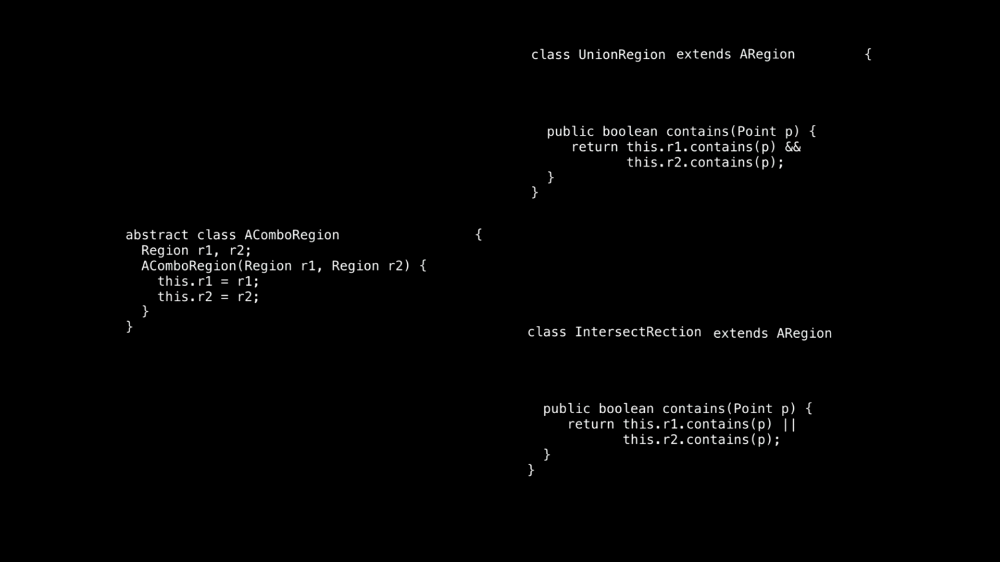 class UnionRegion extends ARegion {
public boolean contains(Point p) {
return this.r1.contains(p) &&
this.r2.contains(p);
}
}
abstract class AComboRegion {
Region r1, r2;
AComboRegion(Region r1, Region r2) {
this.r1 = r1;
this.r2 = r2;
}
}
class IntersectRection extends ARegion
public boolean contains(Point p) {
return this.r1.contains(p) ||
this.r2.contains(p);
}
}